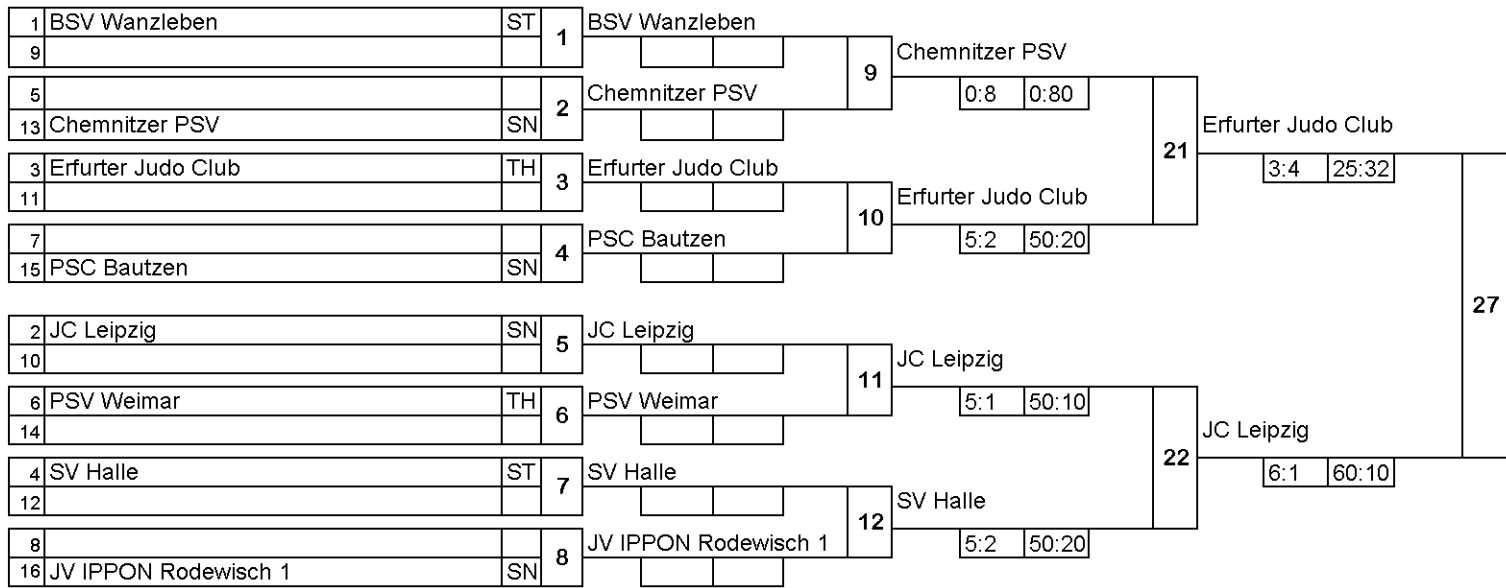 1 BSV Wanzleben ST 1 BSV Wanzleben
9
9 Chemnitzer PSV
0:8 0:80
5
2 Chemnitzer PSV
13 Chemnitzer PSV SN
21 Erfurter Judo Club
3:4 25:32
3 Erfurter Judo Club TH 3 Erfurter Judo Club
11
10 Erfurter Judo Club
5:2 50:20
7
4 PSC Bautzen
15 PSC Bautzen SN
27
2 JC Leipzig SN 5 JC Leipzig
10
11 JC Leipzig
5:1 50:10
6 PSV Weimar TH 6 PSV Weimar
14
22 JC Leipzig
6:1 60:10
4 SV Halle ST 7 SV Halle
12
12 SV Halle
5:2 50:20
8
8 JV IPPON Rodewisch 1
16 JV IPPON Rodewisch 1 SN